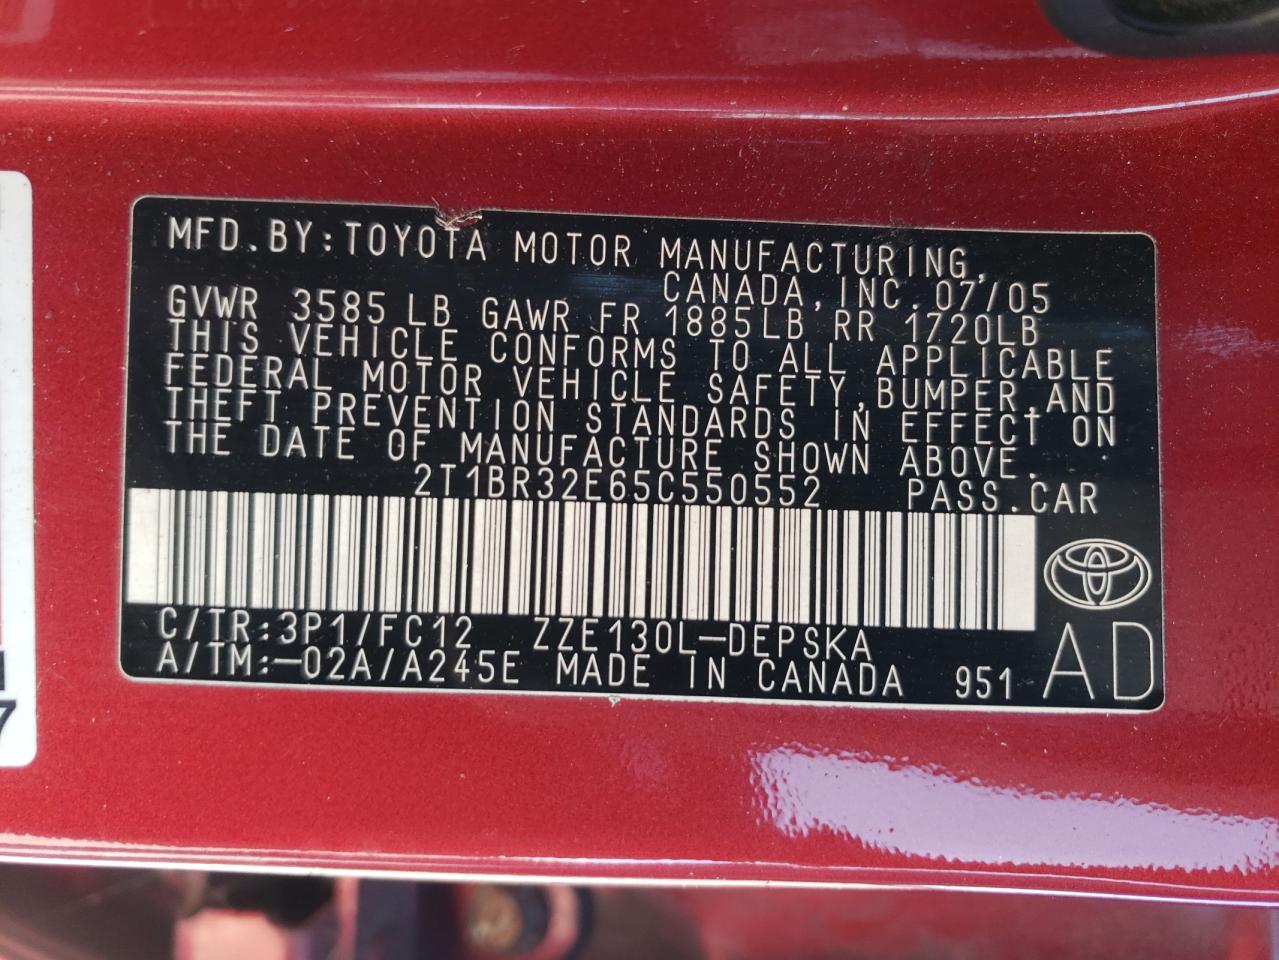 MFD.BY:TOYOTA MOTOR MANUFACTURING,
CANADA,INC.07/05
GVWR 3585LB GAWR FR 1885LB RR 1720LB
THIS VEHICLE CONFORMS TO ALL APPLICABLE
FEDERAL MOTOR VEHICLE SAFETY,BUMPER,AND
THEFT PREVENTION STANDARDS IN EFFECT ON
THE DATE OF MANUFACTURE SHOWN ABOVE.
2T1BR32E65C550552 PASS.CAR
C/TR:3P1/FC12 ZZE130L-DEPSKA
A/TM:-02A/A245E MADE IN CANADA 951 AD
7